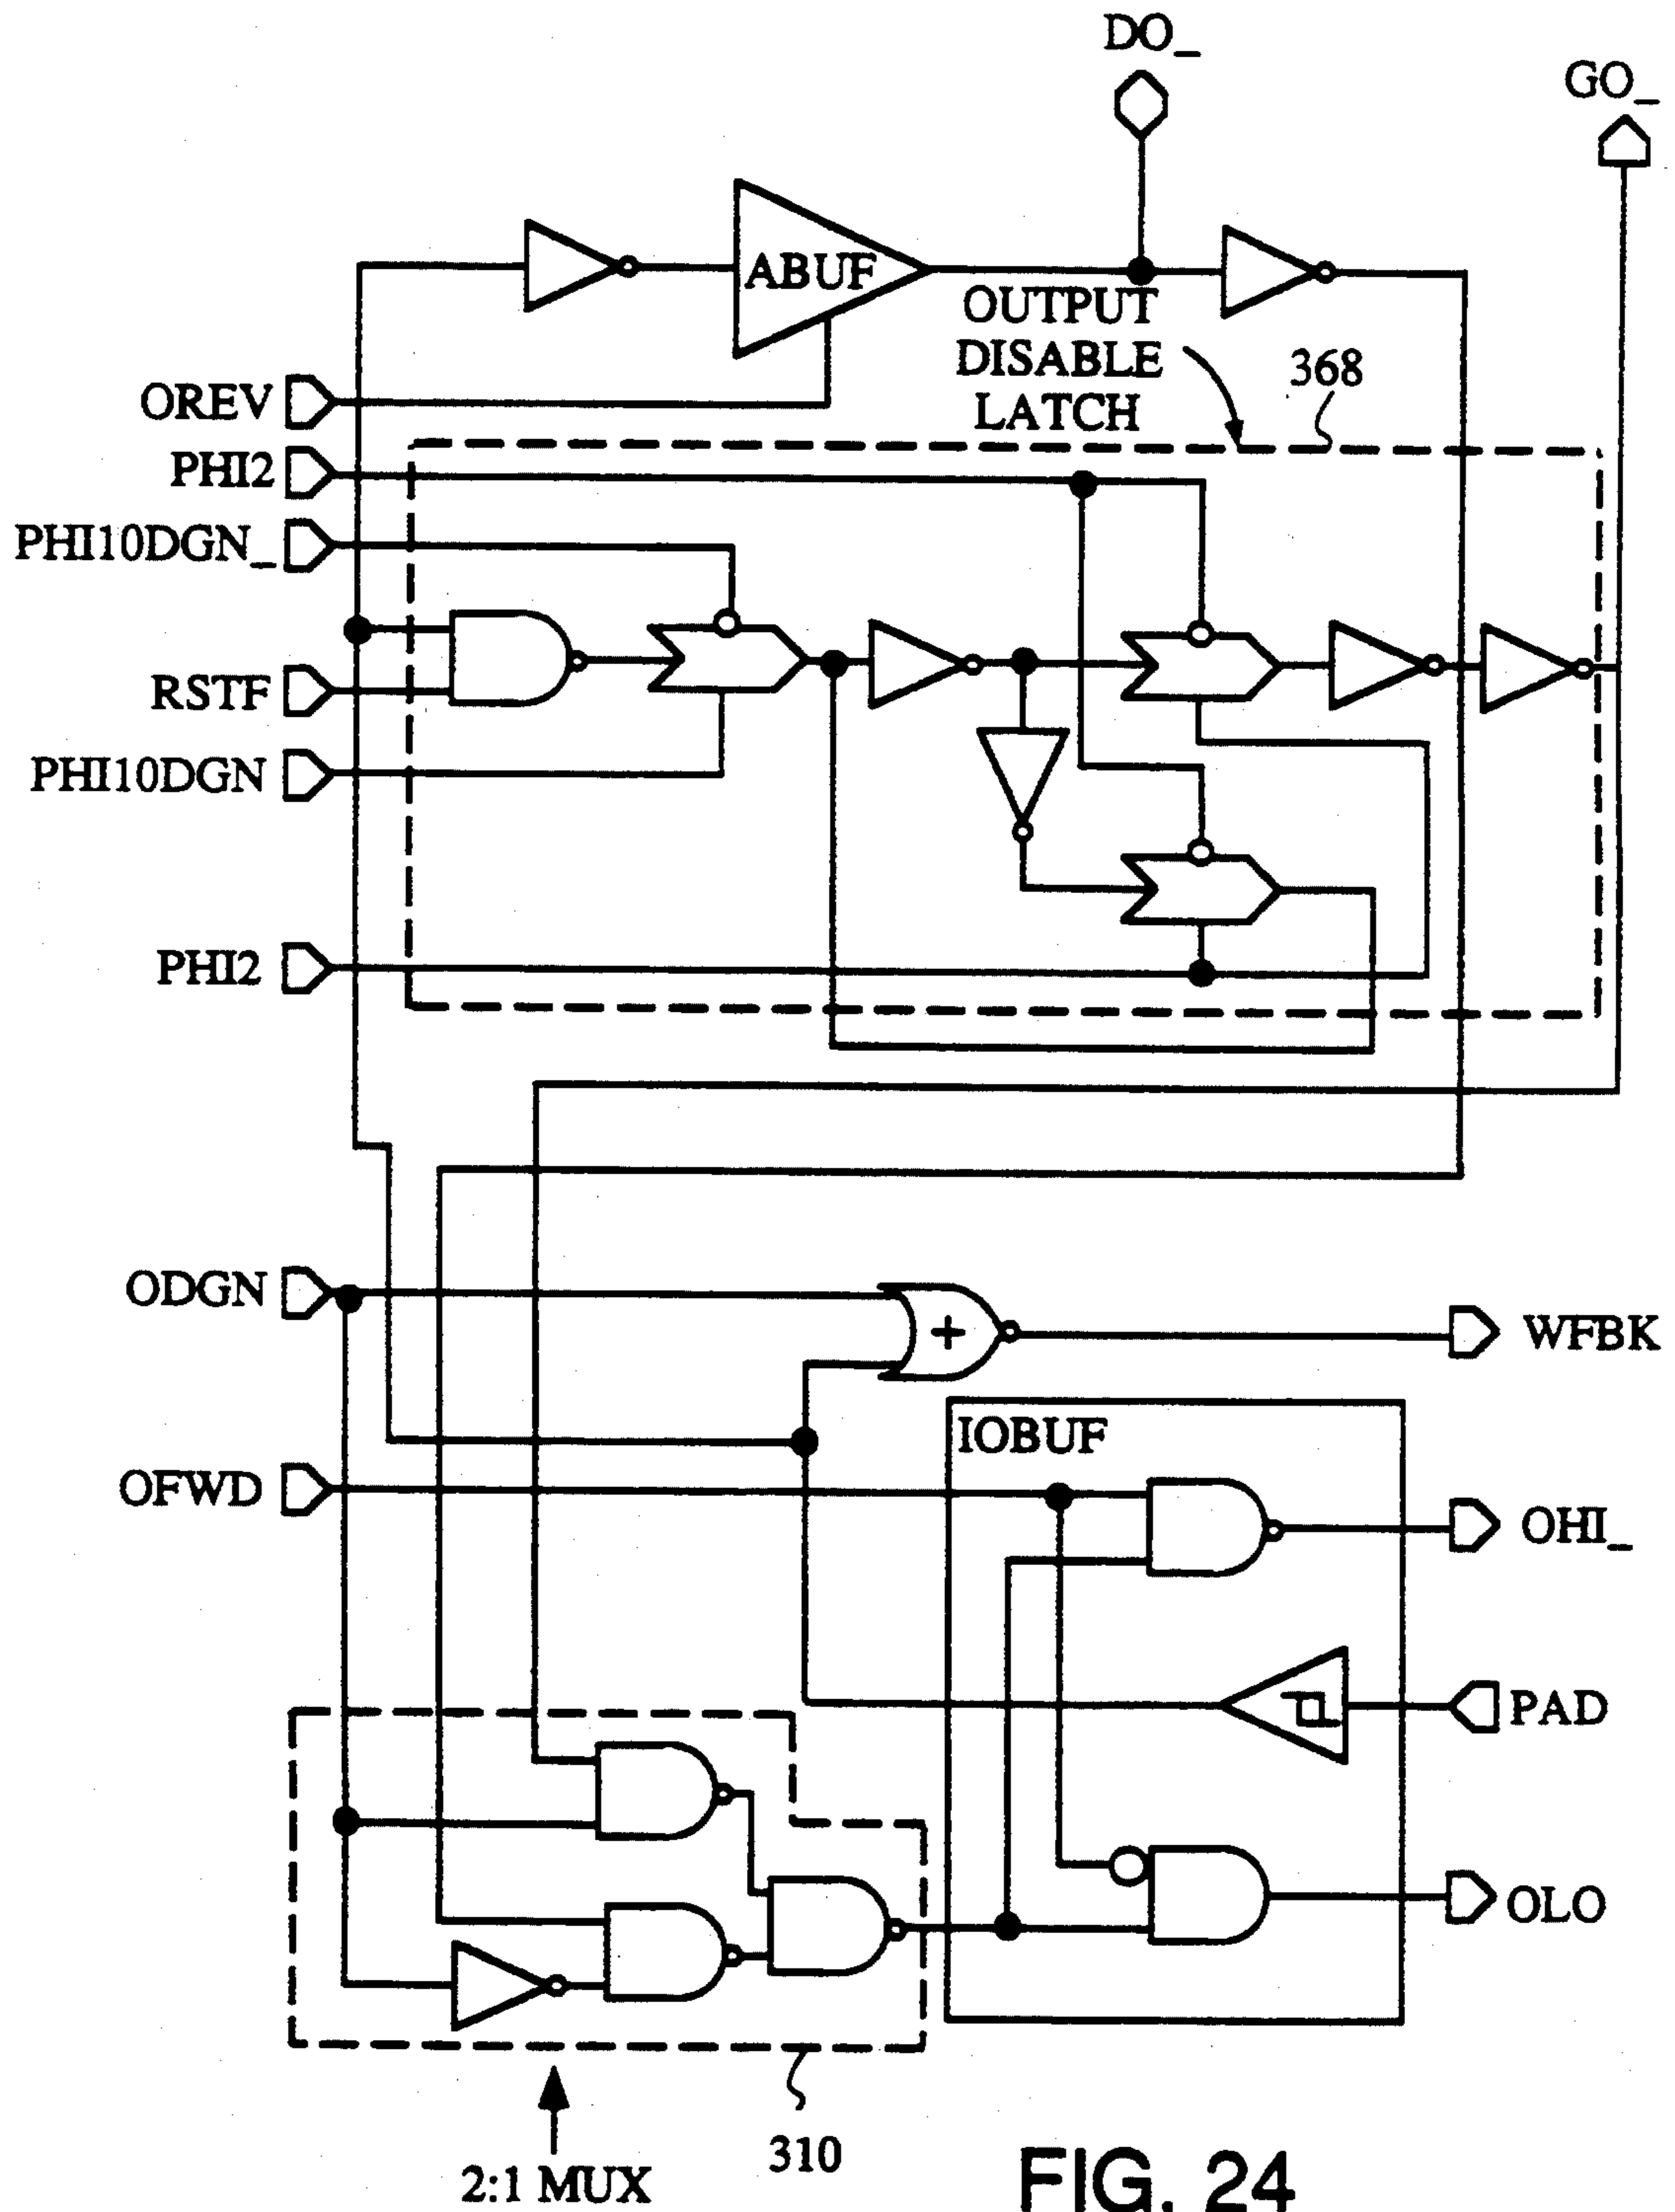 DO_
GO_
ABUF
OUTPUT
DISABLE
LATCH
368
OREV
PHI2
PHI10DGN_
RSTF
PHI10DGN
PHI2
ODGN
+
WFBK
IOBUF
OFWD
OHI_
PAD
OLO
310
2:1 MUX
FIG. 24